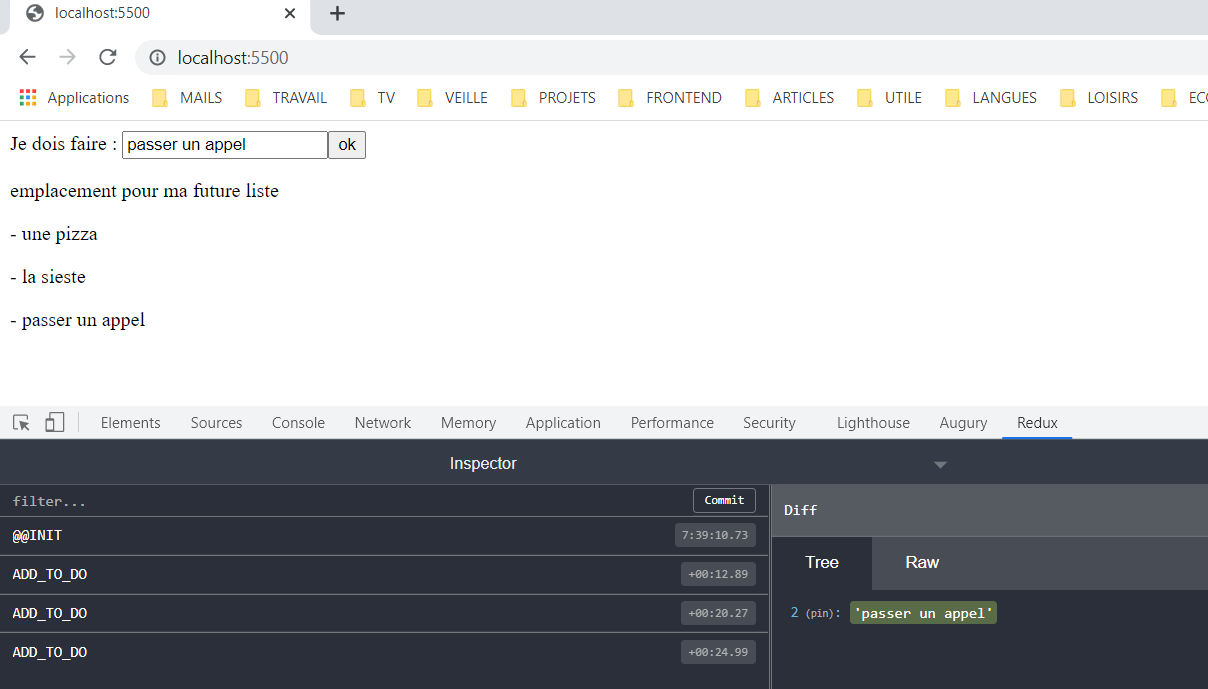 localhost:5500
localhost:5500
Applications MAILS TRAVAIL TV VEILLE PROJETS FRONTEND ARTICLES UTILE LANGUES LOISIRS
Je dois faire : passer un appel ok
emplacement pour ma future liste
- une pizza
- la sieste
- passer un appel
Elements Sources Console Network Memory Application Performance Security Lighthouse Augury Redux
Inspector
filter... Commit
@@INIT 7:39:10.73
ADD_TO_DO +00:12.89
ADD_TO_DO +00:20.27
ADD_TO_DO +00:24.99
Diff
Tree Raw
2 (pin): 'passer un appel'